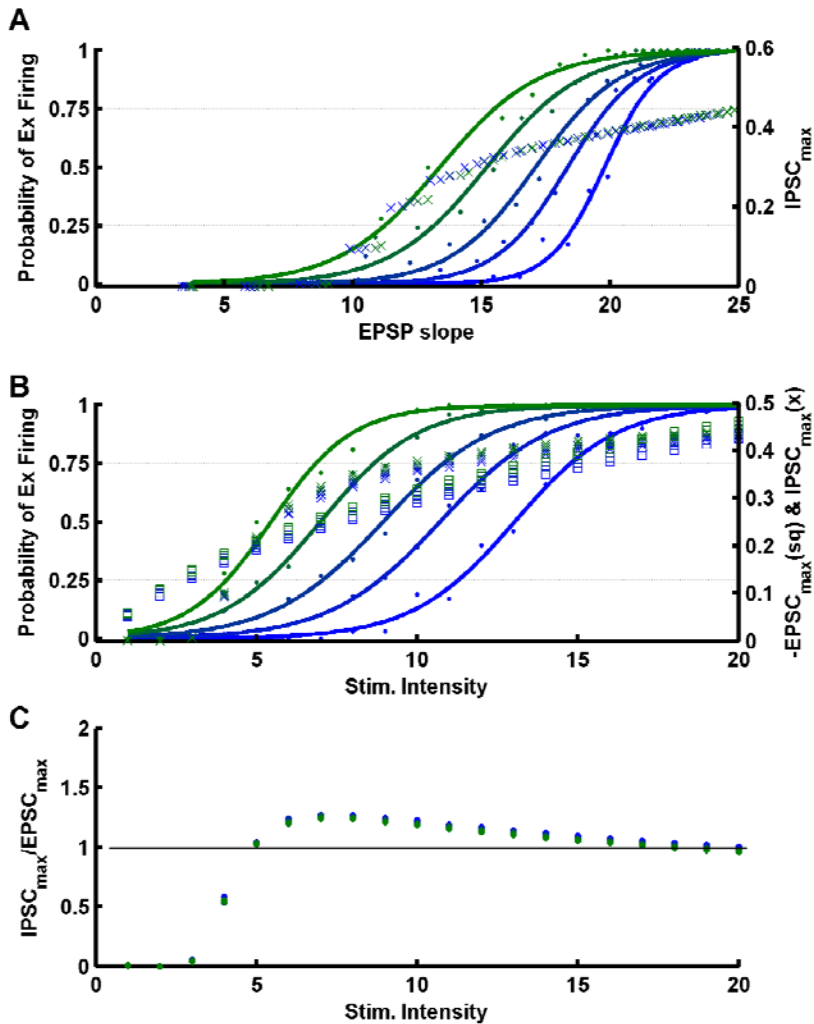 A
Probability of Ex Firing
1
0.75
0.5
0.25
0
0.6
0.4
0.2
0
IPSCmax
0 5 10 15 20 25
EPSP slope
B
Probability of Ex Firing
1
0.75
0.5
0.25
0
0.5
0.4
0.3
0.2
0.1
0
-EPSCmax(sq) & IPSCmax(x)
0 5 10 15 20
Stim. Intensity
C
IPSCmax/EPSCmax
2
1.5
1
0.5
0
0 5 10 15 20
Stim. Intensity